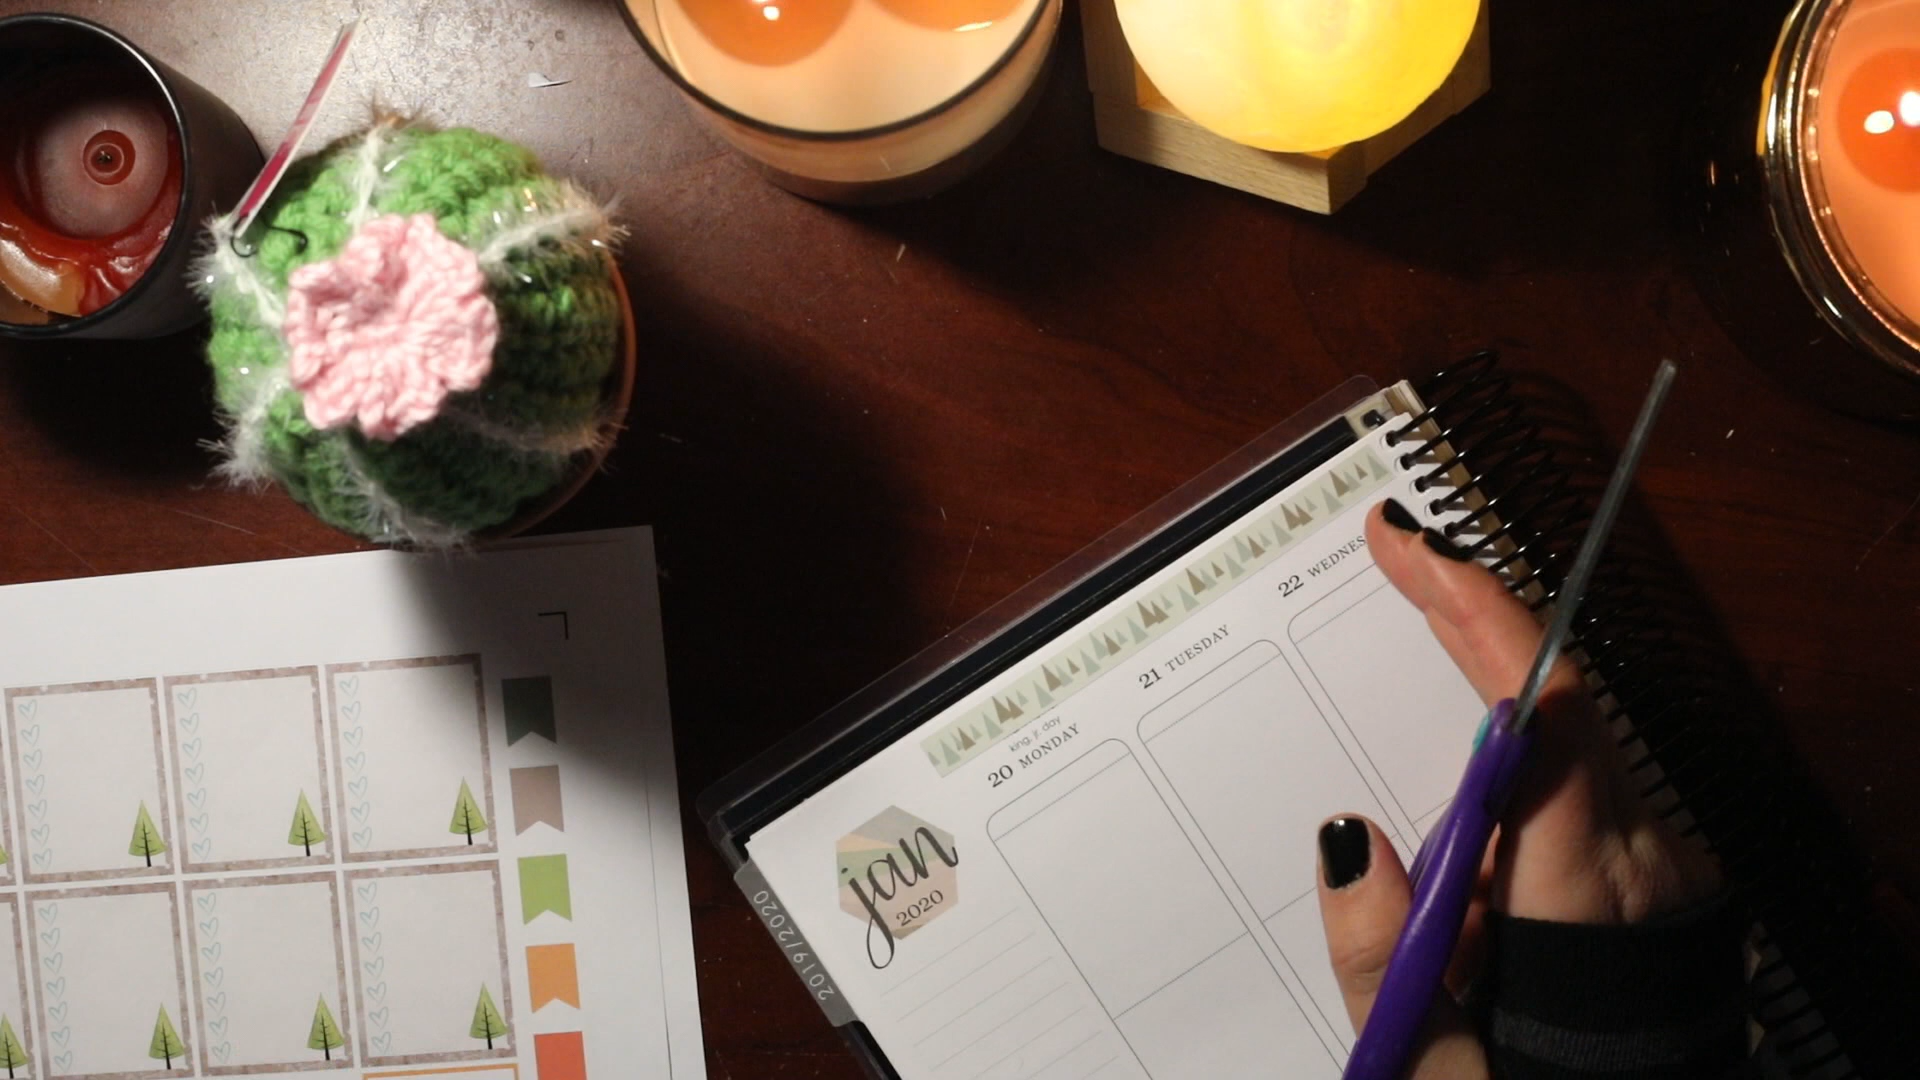 22 WEDNES
21 TUESDAY
king, jr. day
20 MONDAY
jan
2020
2019/2020